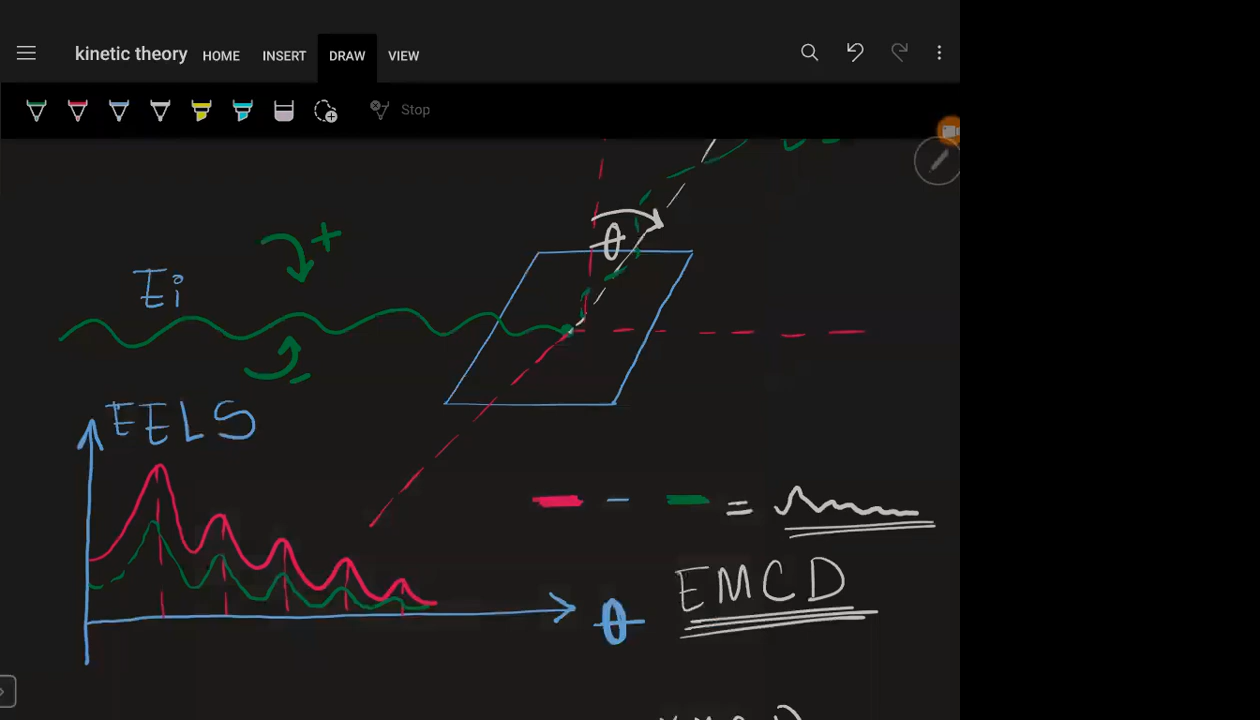 kinetic theory HOME INSERT DRAW VIEW
Stop
θ
+
Ei
-
EELS
- =
EMCD
θ